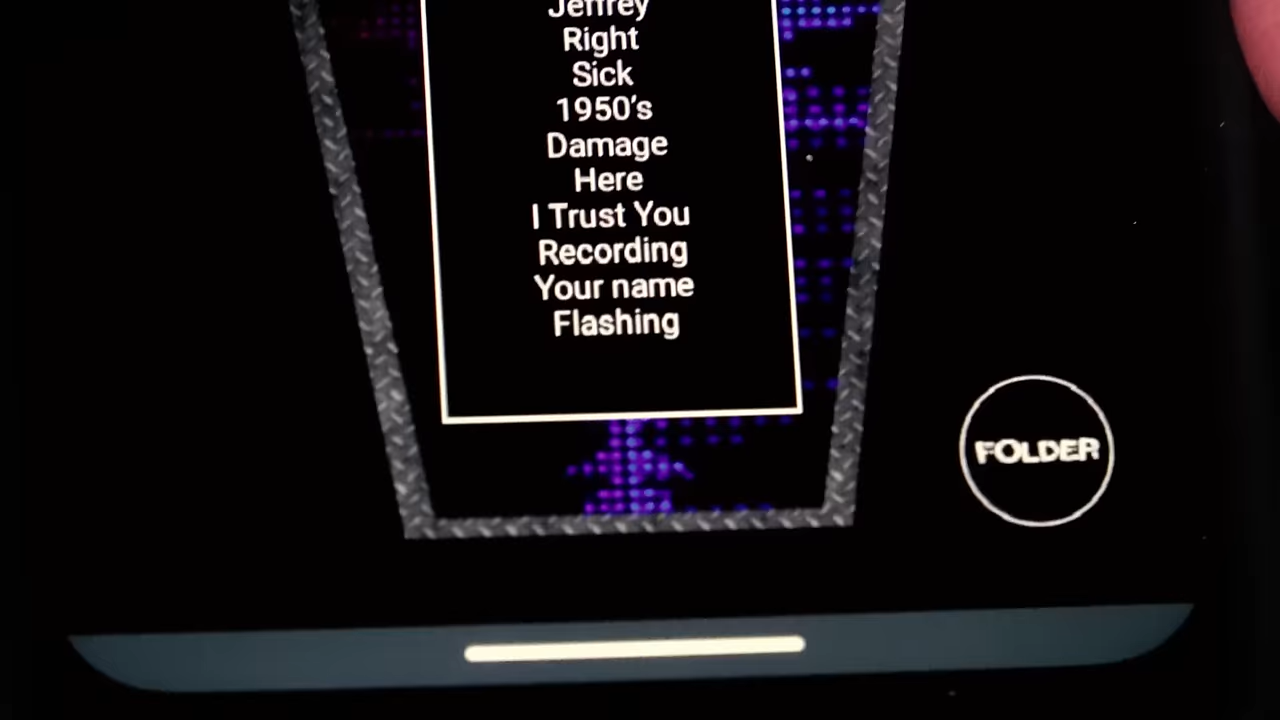 Jeffrey
Right
Sick
1950's
Damage
Here
I Trust You
Recording
Your name
Flashing
FOLDER